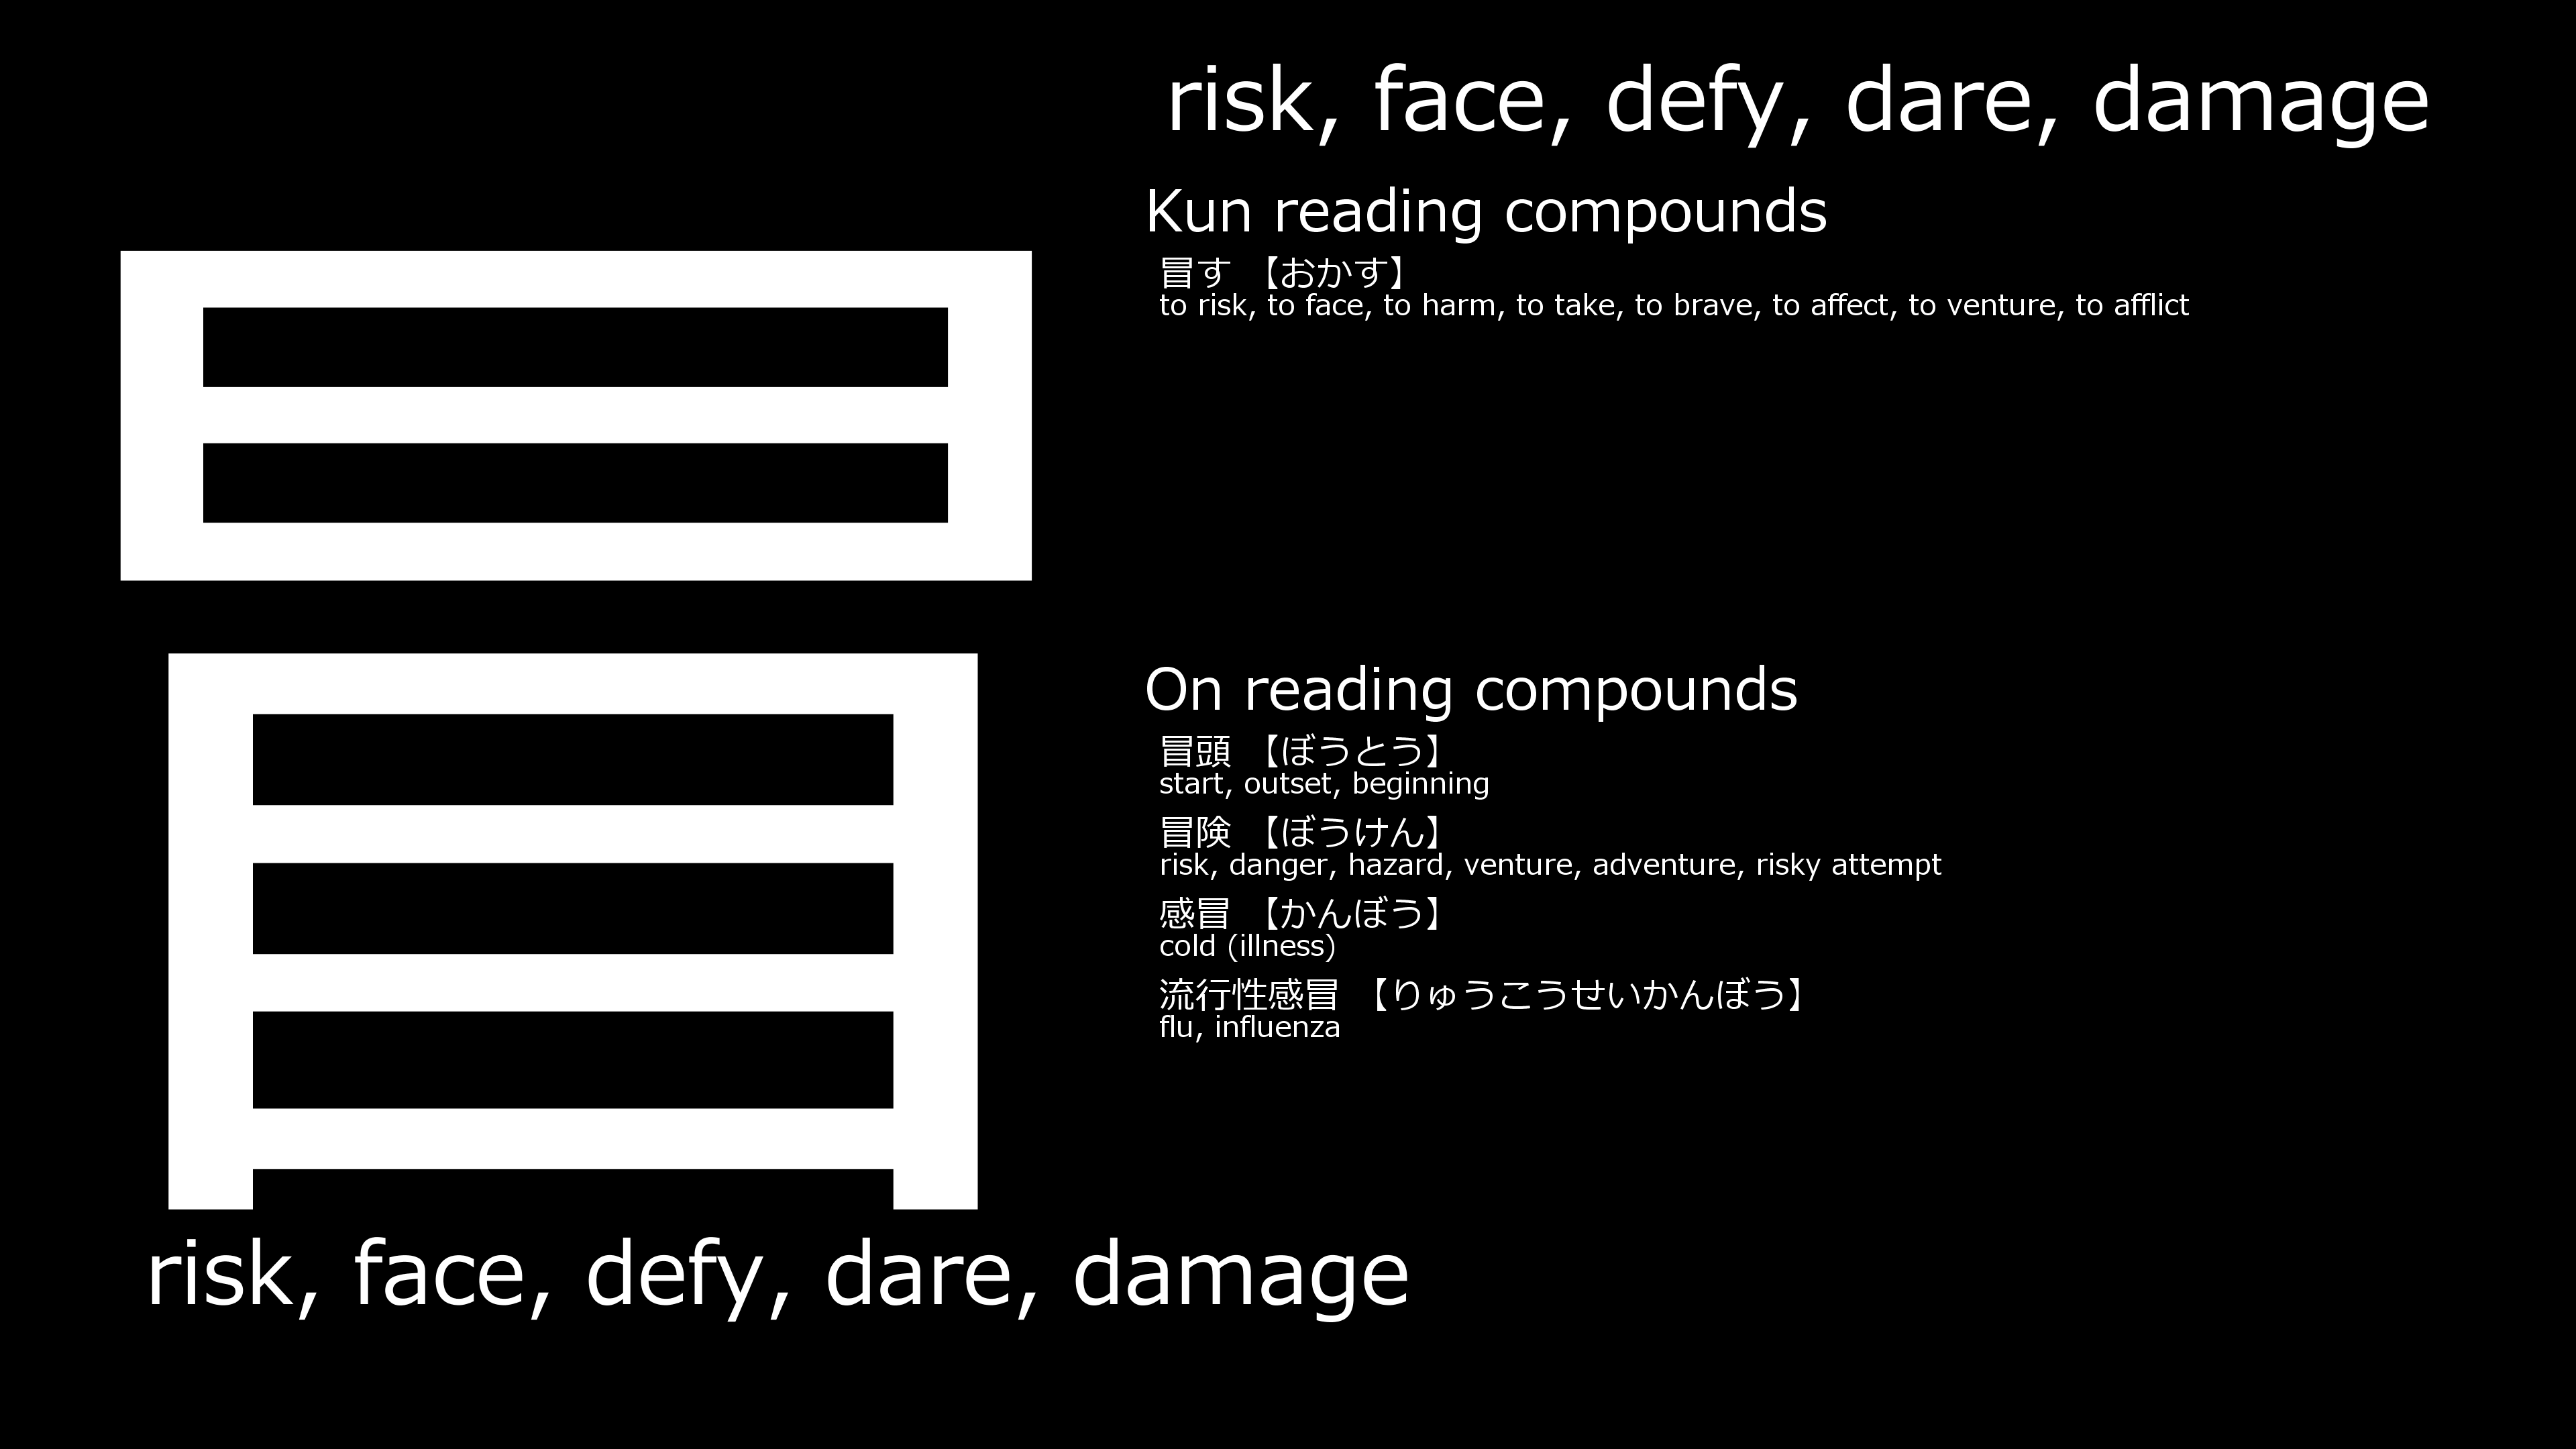 冒
risk, face, defy, dare, damage
risk, face, defy, dare, damage
Kun reading compounds
冒す 【おかす】
to risk, to face, to harm, to take, to brave, to affect, to venture, to afflict
On reading compounds
冒頭 【ぼうとう】
start, outset, beginning
冒険 【ぼうけん】
risk, danger, hazard, venture, adventure, risky attempt
感冒 【かんぼう】
cold (illness)
流行性感冒 【りゅうこうせいかんぼう】
flu, influenza